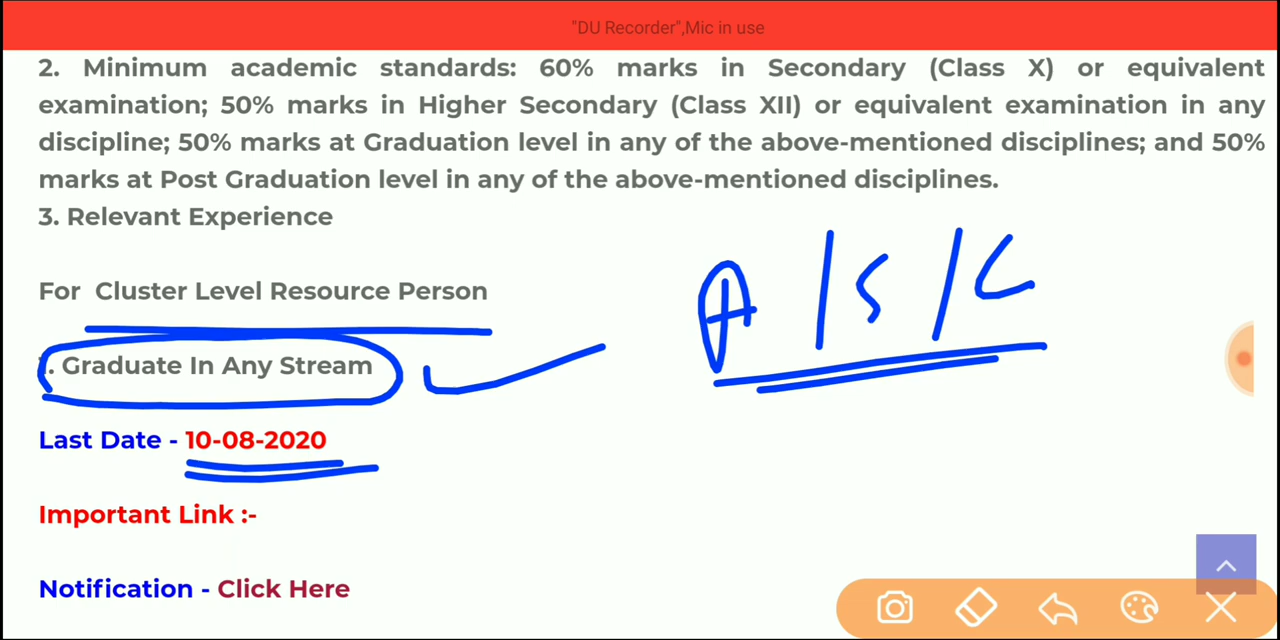 "DU Recorder",Mic in use
2. Minimum academic standards: 60% marks in Secondary (Class X) or equivalent
examination; 50% marks in Higher Secondary (Class XII) or equivalent examination in any
discipline; 50% marks at Graduation level in any of the above-mentioned disciplines; and 50%
marks at Post Graduation level in any of the above-mentioned disciplines.
3. Relevant Experience
For Cluster Level Resource Person
A/S/C
. Graduate In Any Stream
Last Date - 10-08-2020
Important Link :-
Notification - Click Here